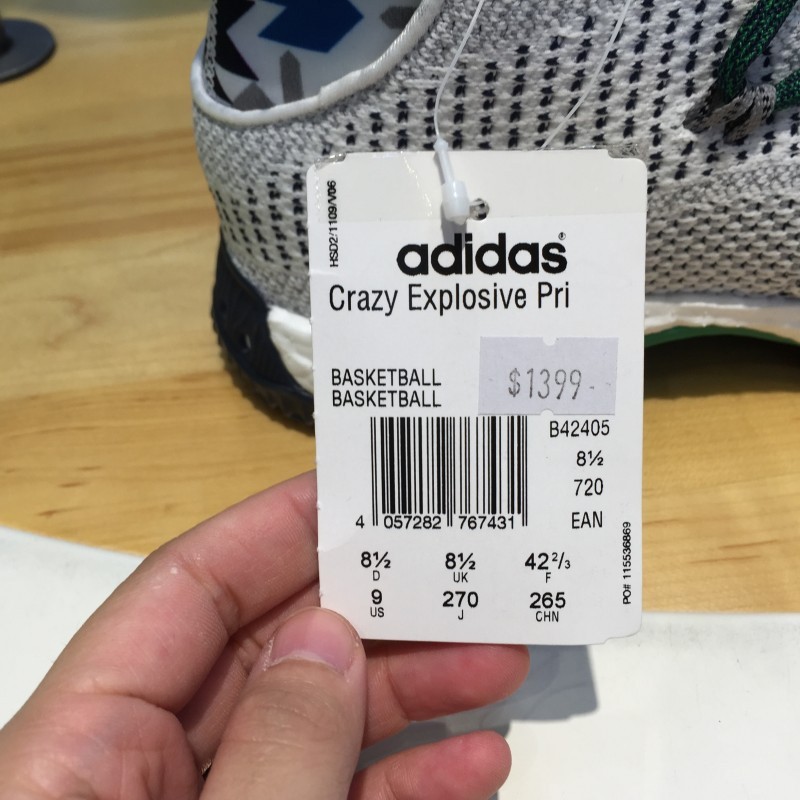 HSD2/1109/V06
adidas®
Crazy Explosive Pri
BASKETBALL
BASKETBALL
$1399-
B42405
8½
720
EAN
4 057282 767431
8½ 8½ 42²/₃
D UK F
9 270 265
US J CHN
PO# 115536869